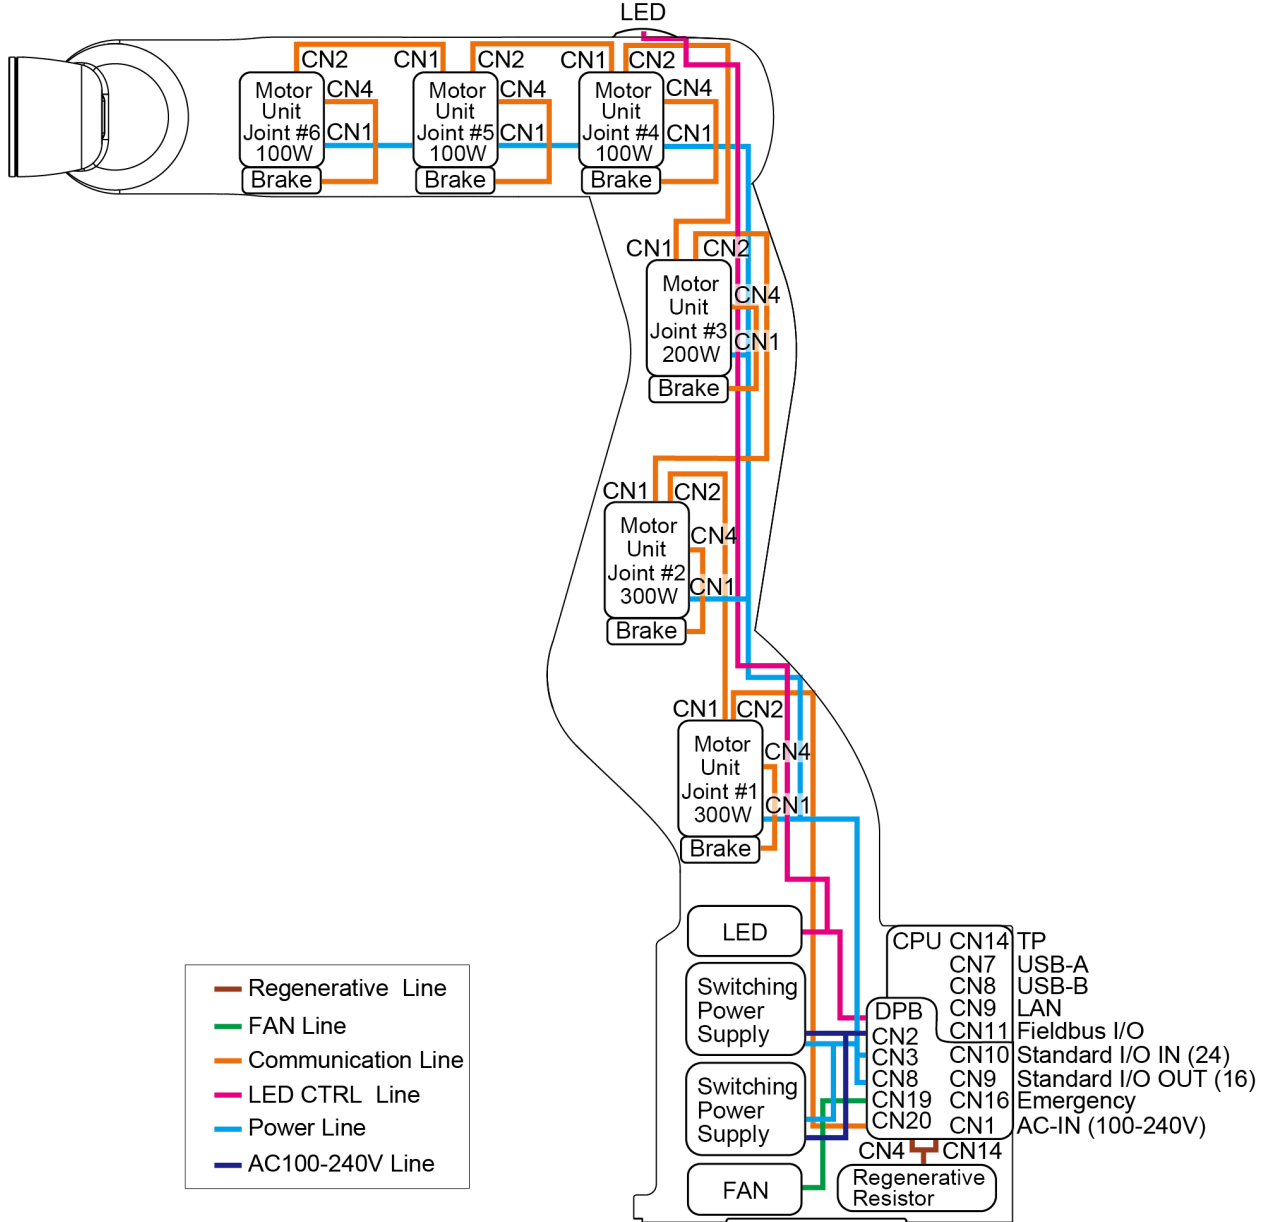 LED
CN2 CN1 CN2 CN1 CN2
Motor
Unit
Joint #6
100W
Brake
CN4
CN1
Motor
Unit
Joint #5
100W
Brake
CN4
CN1
Motor
Unit
Joint #4
100W
Brake
CN4
CN1
CN1 CN2
Motor
Unit
Joint #3
200W
Brake
CN4
CN1
CN1 CN2
Motor
Unit
Joint #2
300W
Brake
CN4
CN1
CN1 CN2
Motor
Unit
Joint #1
300W
Brake
CN4
CN1
LED
Switching
Power
Supply
Switching
Power
Supply
FAN
CPU CN14 TP
CN7 USB-A
CN8 USB-B
CN9 LAN
CN11 Fieldbus I/O
CN10 Standard I/O IN (24)
CN9 Standard I/O OUT (16)
CN16 Emergency
CN1 AC-IN (100-240V)
DPB
CN2
CN3
CN8
CN19
CN20
CN4 CN14
Regenerative
Resistor
Regenerative Line
FAN Line
Communication Line
LED CTRL Line
Power Line
AC100-240V Line